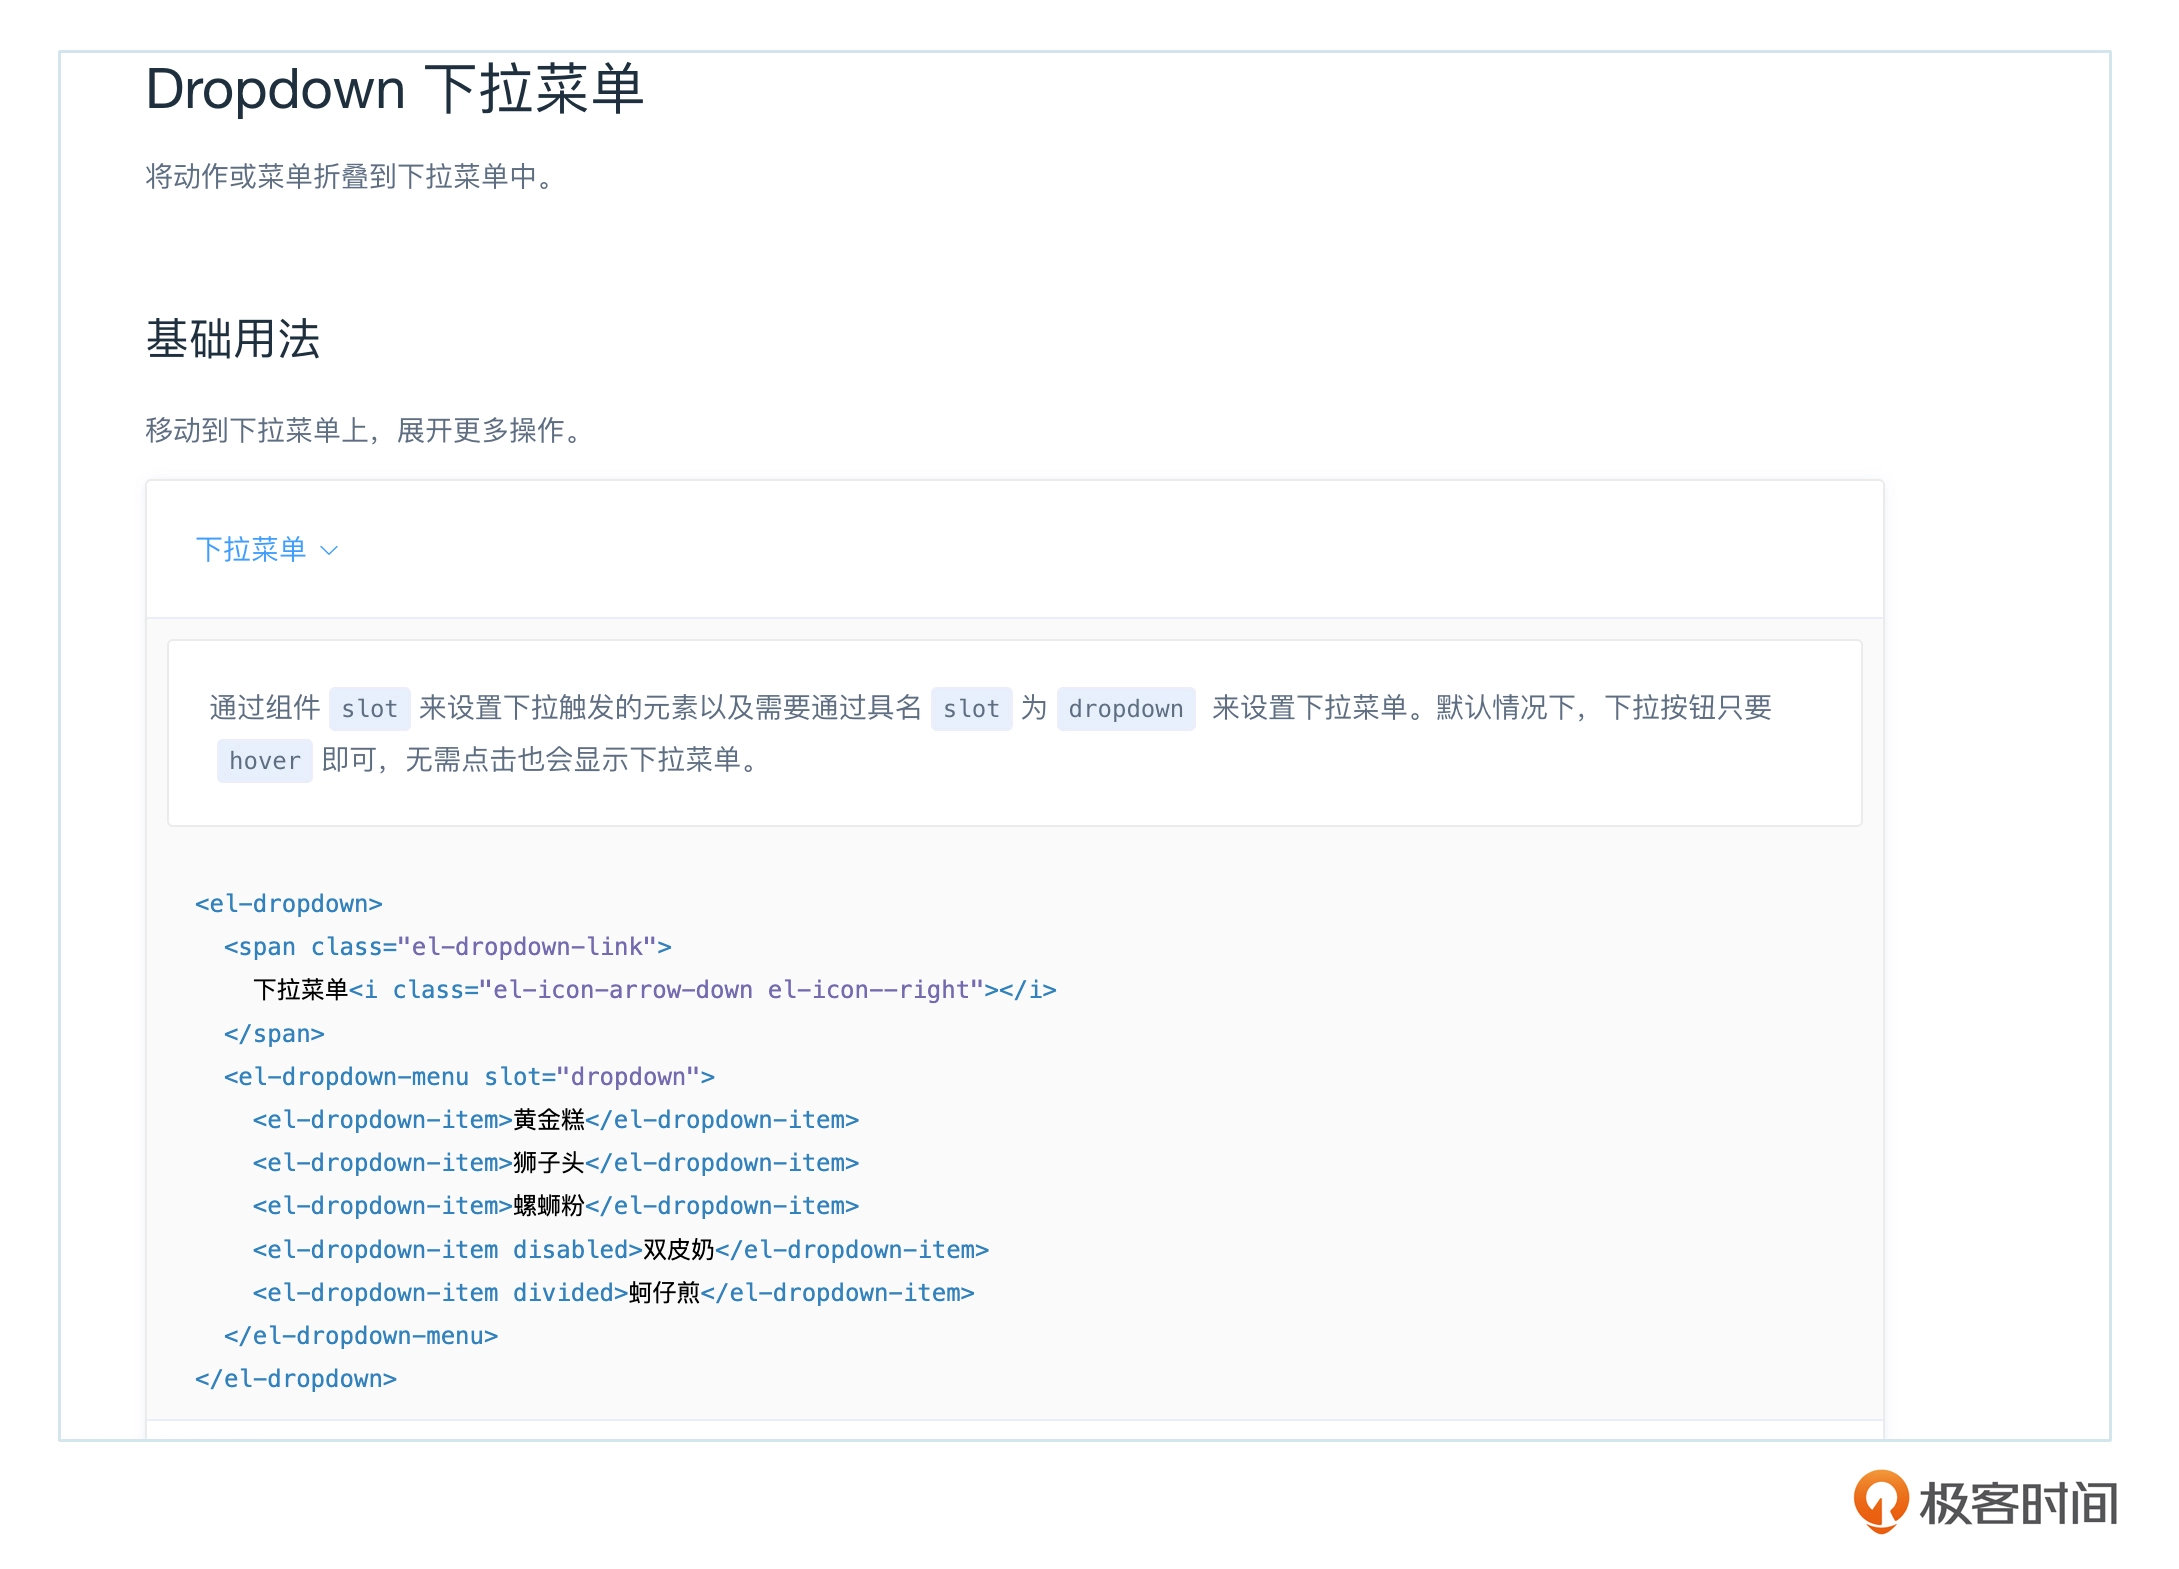 Dropdown 下拉菜单
将动作或菜单折叠到下拉菜单中。
基础用法
移动到下拉菜单上，展开更多操作。
下拉菜单
通过组件 slot 来设置下拉触发的元素以及需要通过具名 slot 为 dropdown 来设置下拉菜单。默认情况下，下拉按钮只要
hover 即可，无需点击也会显示下拉菜单。
<el-dropdown>
  <span class="el-dropdown-link">
    下拉菜单<i class="el-icon-arrow-down el-icon--right"></i>
  </span>
  <el-dropdown-menu slot="dropdown">
    <el-dropdown-item>黄金糕</el-dropdown-item>
    <el-dropdown-item>狮子头</el-dropdown-item>
    <el-dropdown-item>螺蛳粉</el-dropdown-item>
    <el-dropdown-item disabled>双皮奶</el-dropdown-item>
    <el-dropdown-item divided>蚵仔煎</el-dropdown-item>
  </el-dropdown-menu>
</el-dropdown>
极客时间